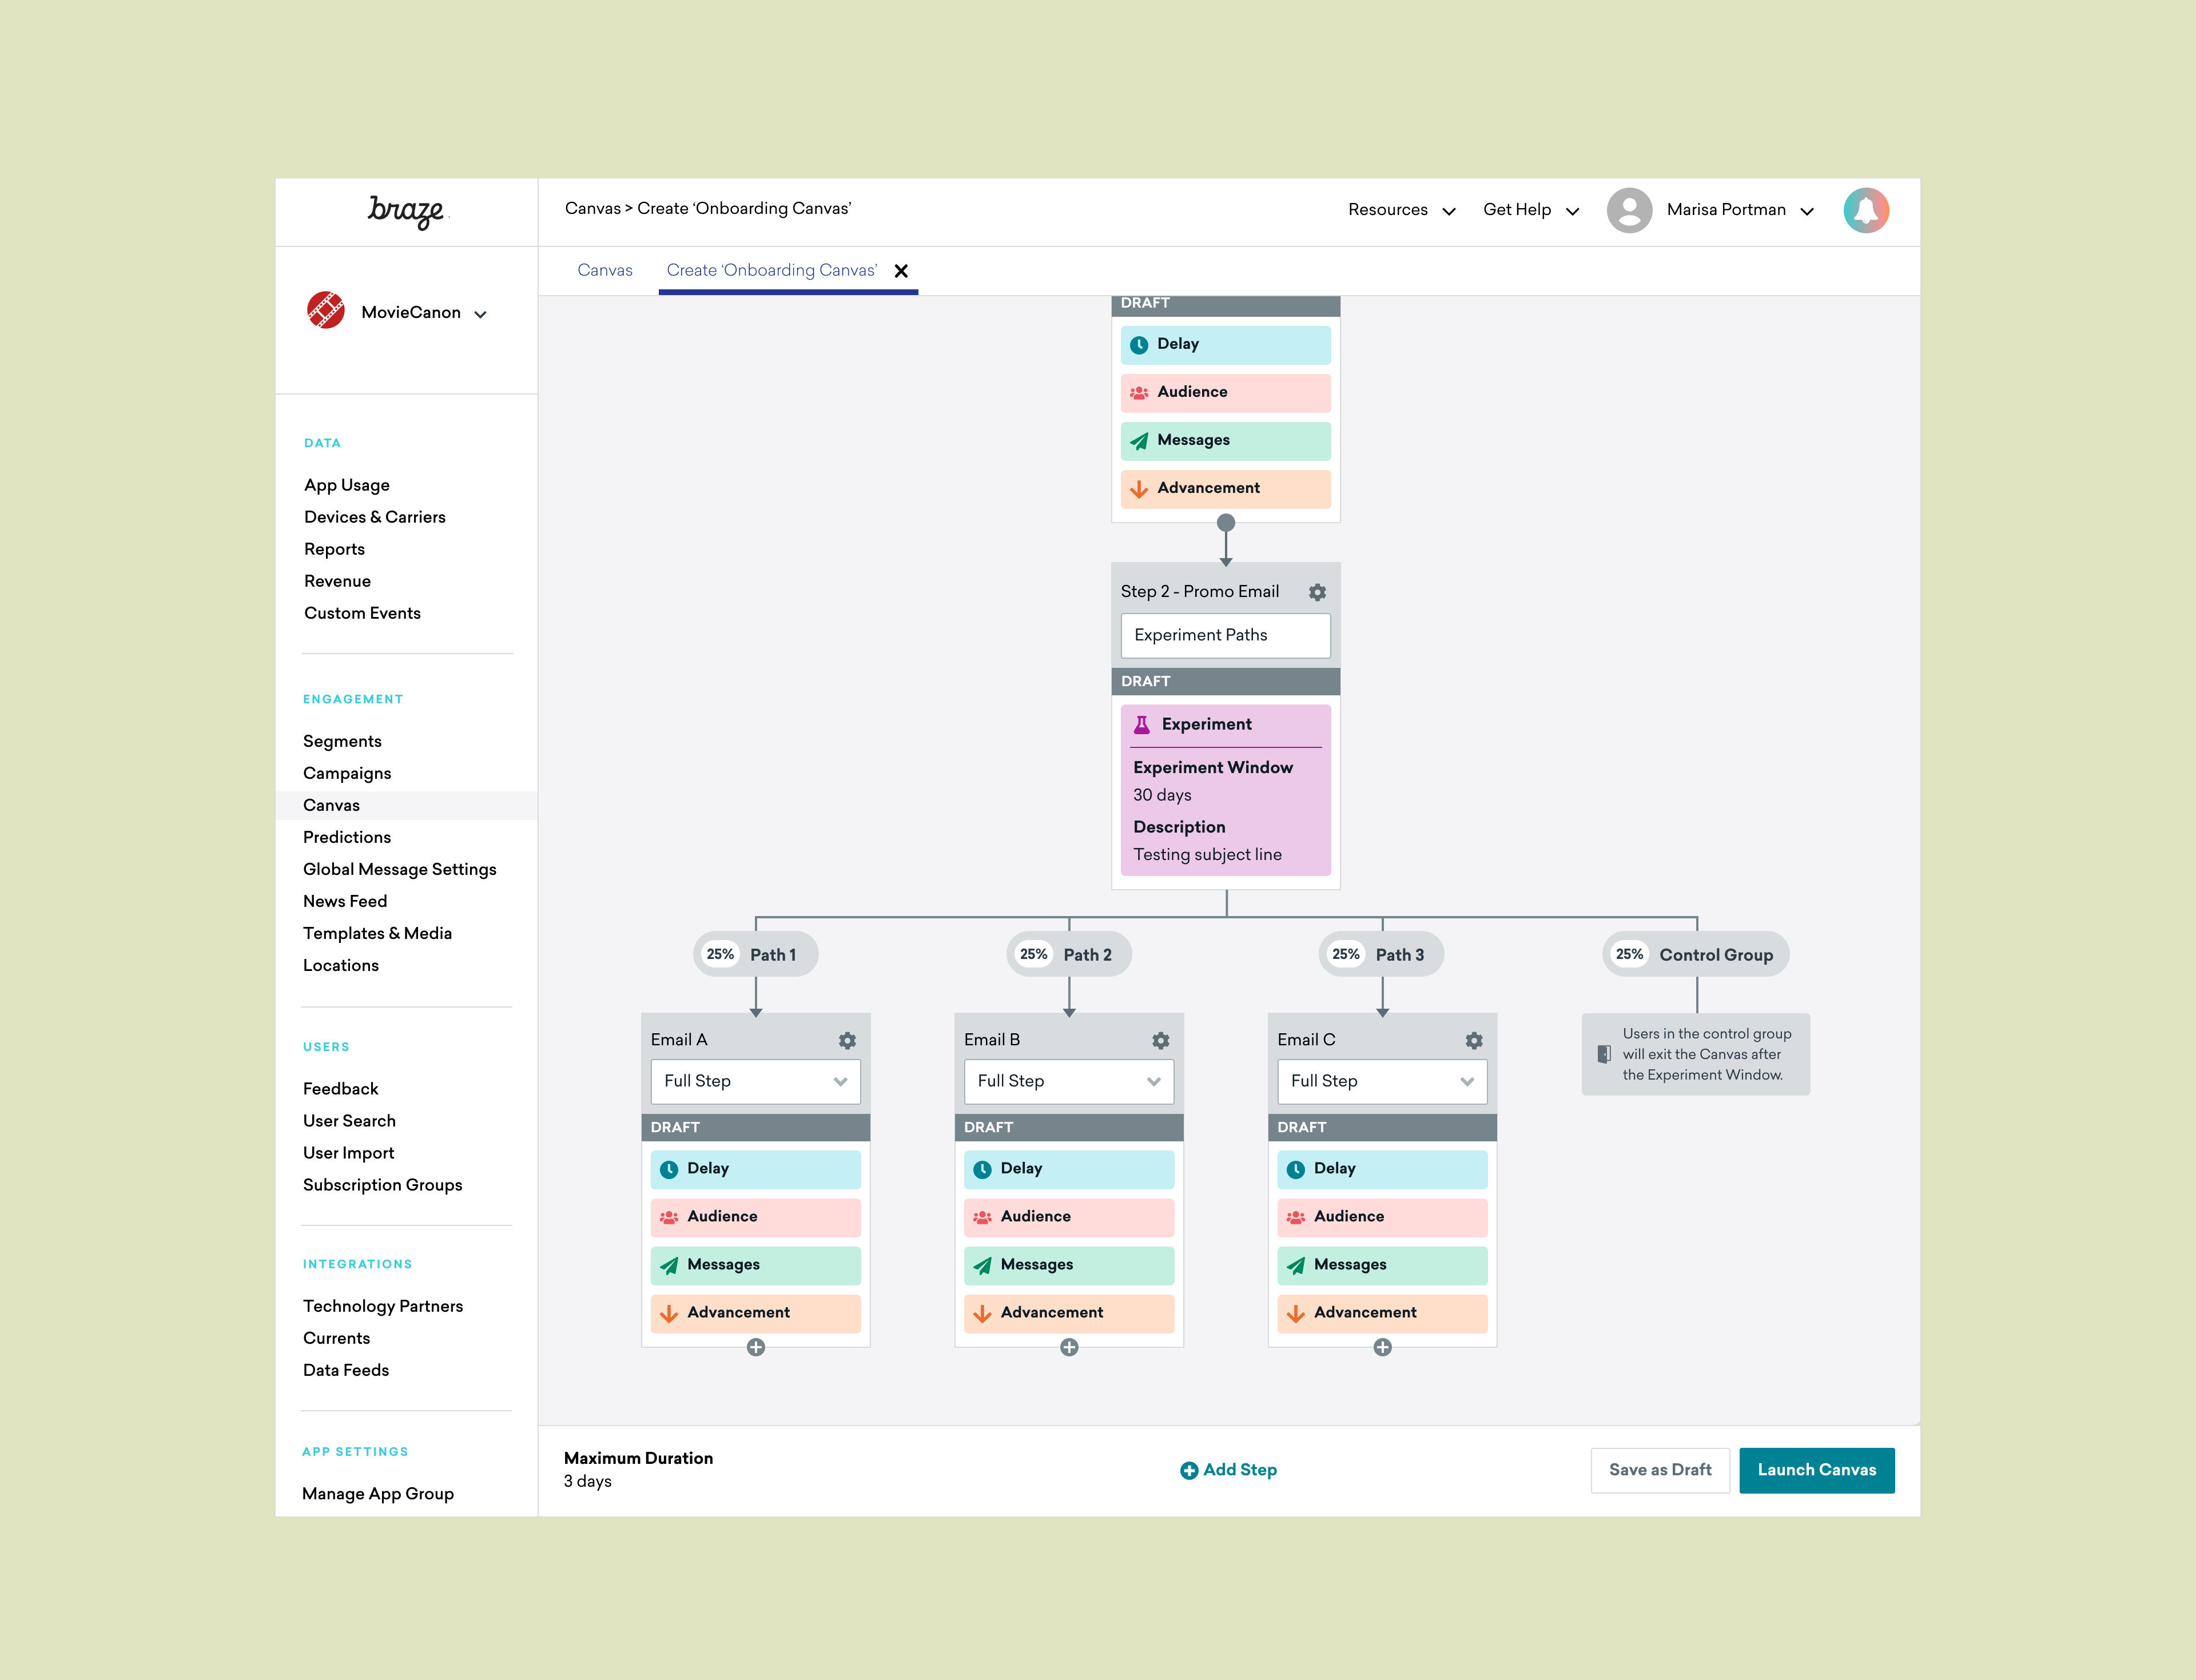 braze
Canvas > Create ‘Onboarding Canvas’
Resources
Get Help
Marisa Portman
Canvas
Create ‘Onboarding Canvas’
MovieCanon
DATA
App Usage
Devices & Carriers
Reports
Revenue
Custom Events
ENGAGEMENT
Segments
Campaigns
Canvas
Predictions
Global Message Settings
News Feed
Templates & Media
Locations
USERS
Feedback
User Search
User Import
Subscription Groups
INTEGRATIONS
Technology Partners
Currents
Data Feeds
APP SETTINGS
Manage App Group
DRAFT
Delay
Audience
Messages
Advancement
Step 2 - Promo Email
Experiment Paths
DRAFT
Experiment
Experiment Window
30 days
Description
Testing subject line
25% Path 1
25% Path 2
25% Path 3
25% Control Group
Email A
Full Step
DRAFT
Delay
Audience
Messages
Advancement
Email B
Full Step
DRAFT
Delay
Audience
Messages
Advancement
Email C
Full Step
DRAFT
Delay
Audience
Messages
Advancement
Users in the control group
will exit the Canvas after
the Experiment Window.
Maximum Duration
3 days
Add Step
Save as Draft
Launch Canvas